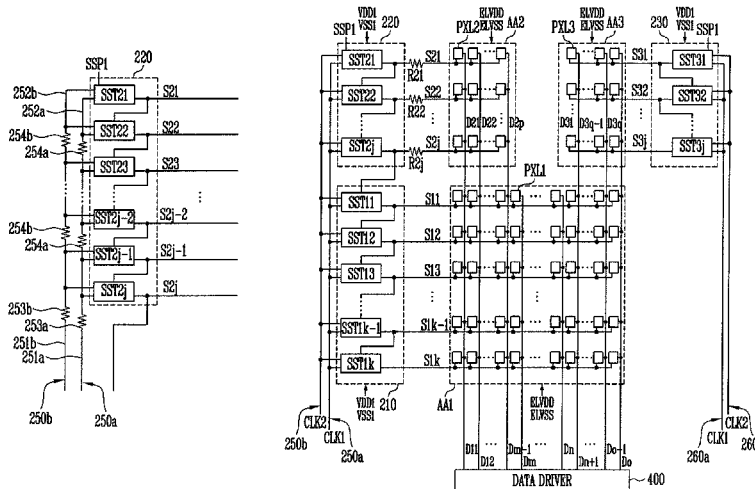 220
SSP1
252b
SST21
S21
252a
SST22
S22
254b
254a
SST23
S23
254b
SST2j-2
S2j-2
254a
SST2j-1
S2j-1
253b
SST2j
S2j
253a
251b
251a
250b
250a
VDD1
VSS1
220
ELVDD
ELVSS
AA2
ELVDD
ELVSS
AA3
230
VDD1
VSS1
SSP1
PXL2
PXL3
SSP1
SST21
S21
R21
S31
SST31
SST22
S22
R22
D21
D22
D2p
D31
D3q-1
D3q
S32
SST32
SST2j
S2j
R2j
S3j
SST3j
PXL1
SST11
S11
SST12
S12
SST13
S13
SST1k-1
S1k-1
SST1k
S1k
VDD1
VSS1
210
AA1
ELVDD
ELVSS
CLK2
CLK1
250b
250a
D11
D12
Dm-1
Dm
Dn
Dn+1
Do-1
Do
400
DATA DRIVER
CLK1
CLK2
260a
260